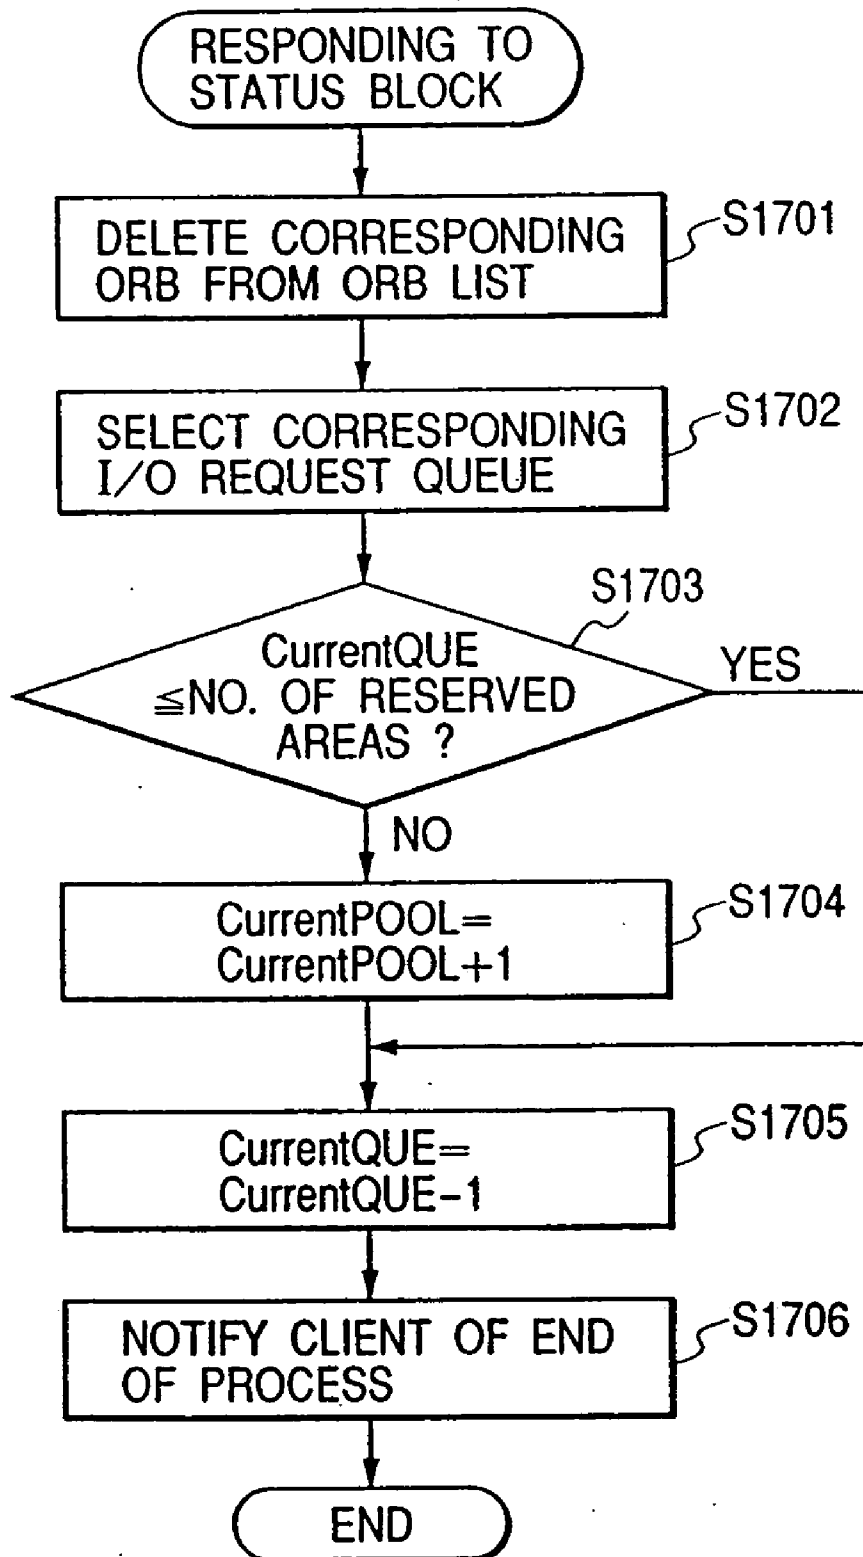 RESPONDING TO
STATUS BLOCK
DELETE CORRESPONDING
ORB FROM ORB LIST
S1701
SELECT CORRESPONDING
I/O REQUEST QUEUE
S1702
S1703
CurrentQUE
≦NO. OF RESERVED
AREAS ?
YES
NO
CurrentPOOL=
CurrentPOOL+1
S1704
CurrentQUE=
CurrentQUE-1
S1705
NOTIFY CLIENT OF END
OF PROCESS
S1706
END